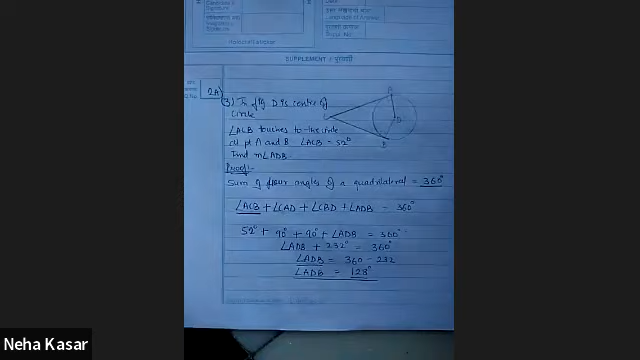 SUPPLEMENT - पुरवणी
2A)
3) In fig D is center of
circle
∠ACB touches to the circle
at pt A and B ∠ACB = 52°
Find m∠ADB.
Proof:
Sum of four angles of a quadrilateral = 360°
∠ACB + ∠CAD + ∠CBD + ∠ADB = 360°
52° + 90° + 90° + ∠ADB = 360°
∠ADB + 232° = 360°
∠ADB = 360 - 232
∠ADB = 128°
A
C
D
B
Neha Kasar